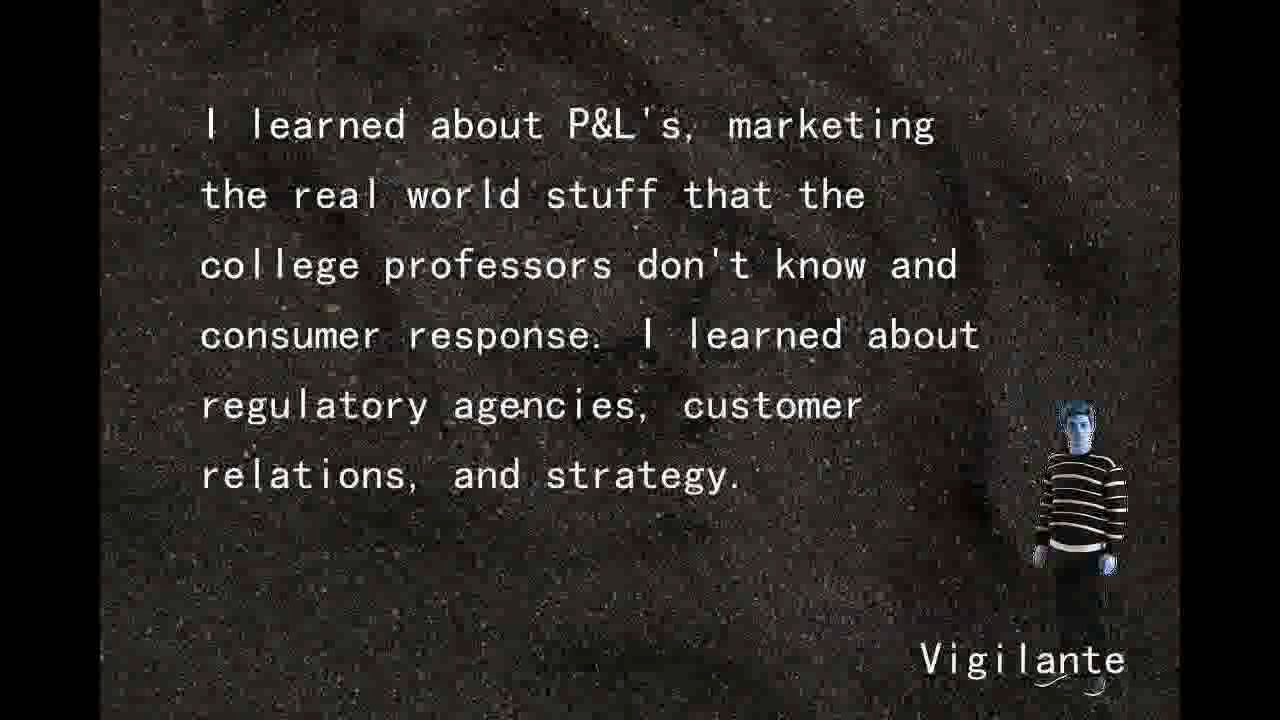 I learned about P&L's, marketing
the real world stuff that the
college professors don't know and
consumer response. I learned about
regulatory agencies, customer
relations, and strategy.
Vigilante